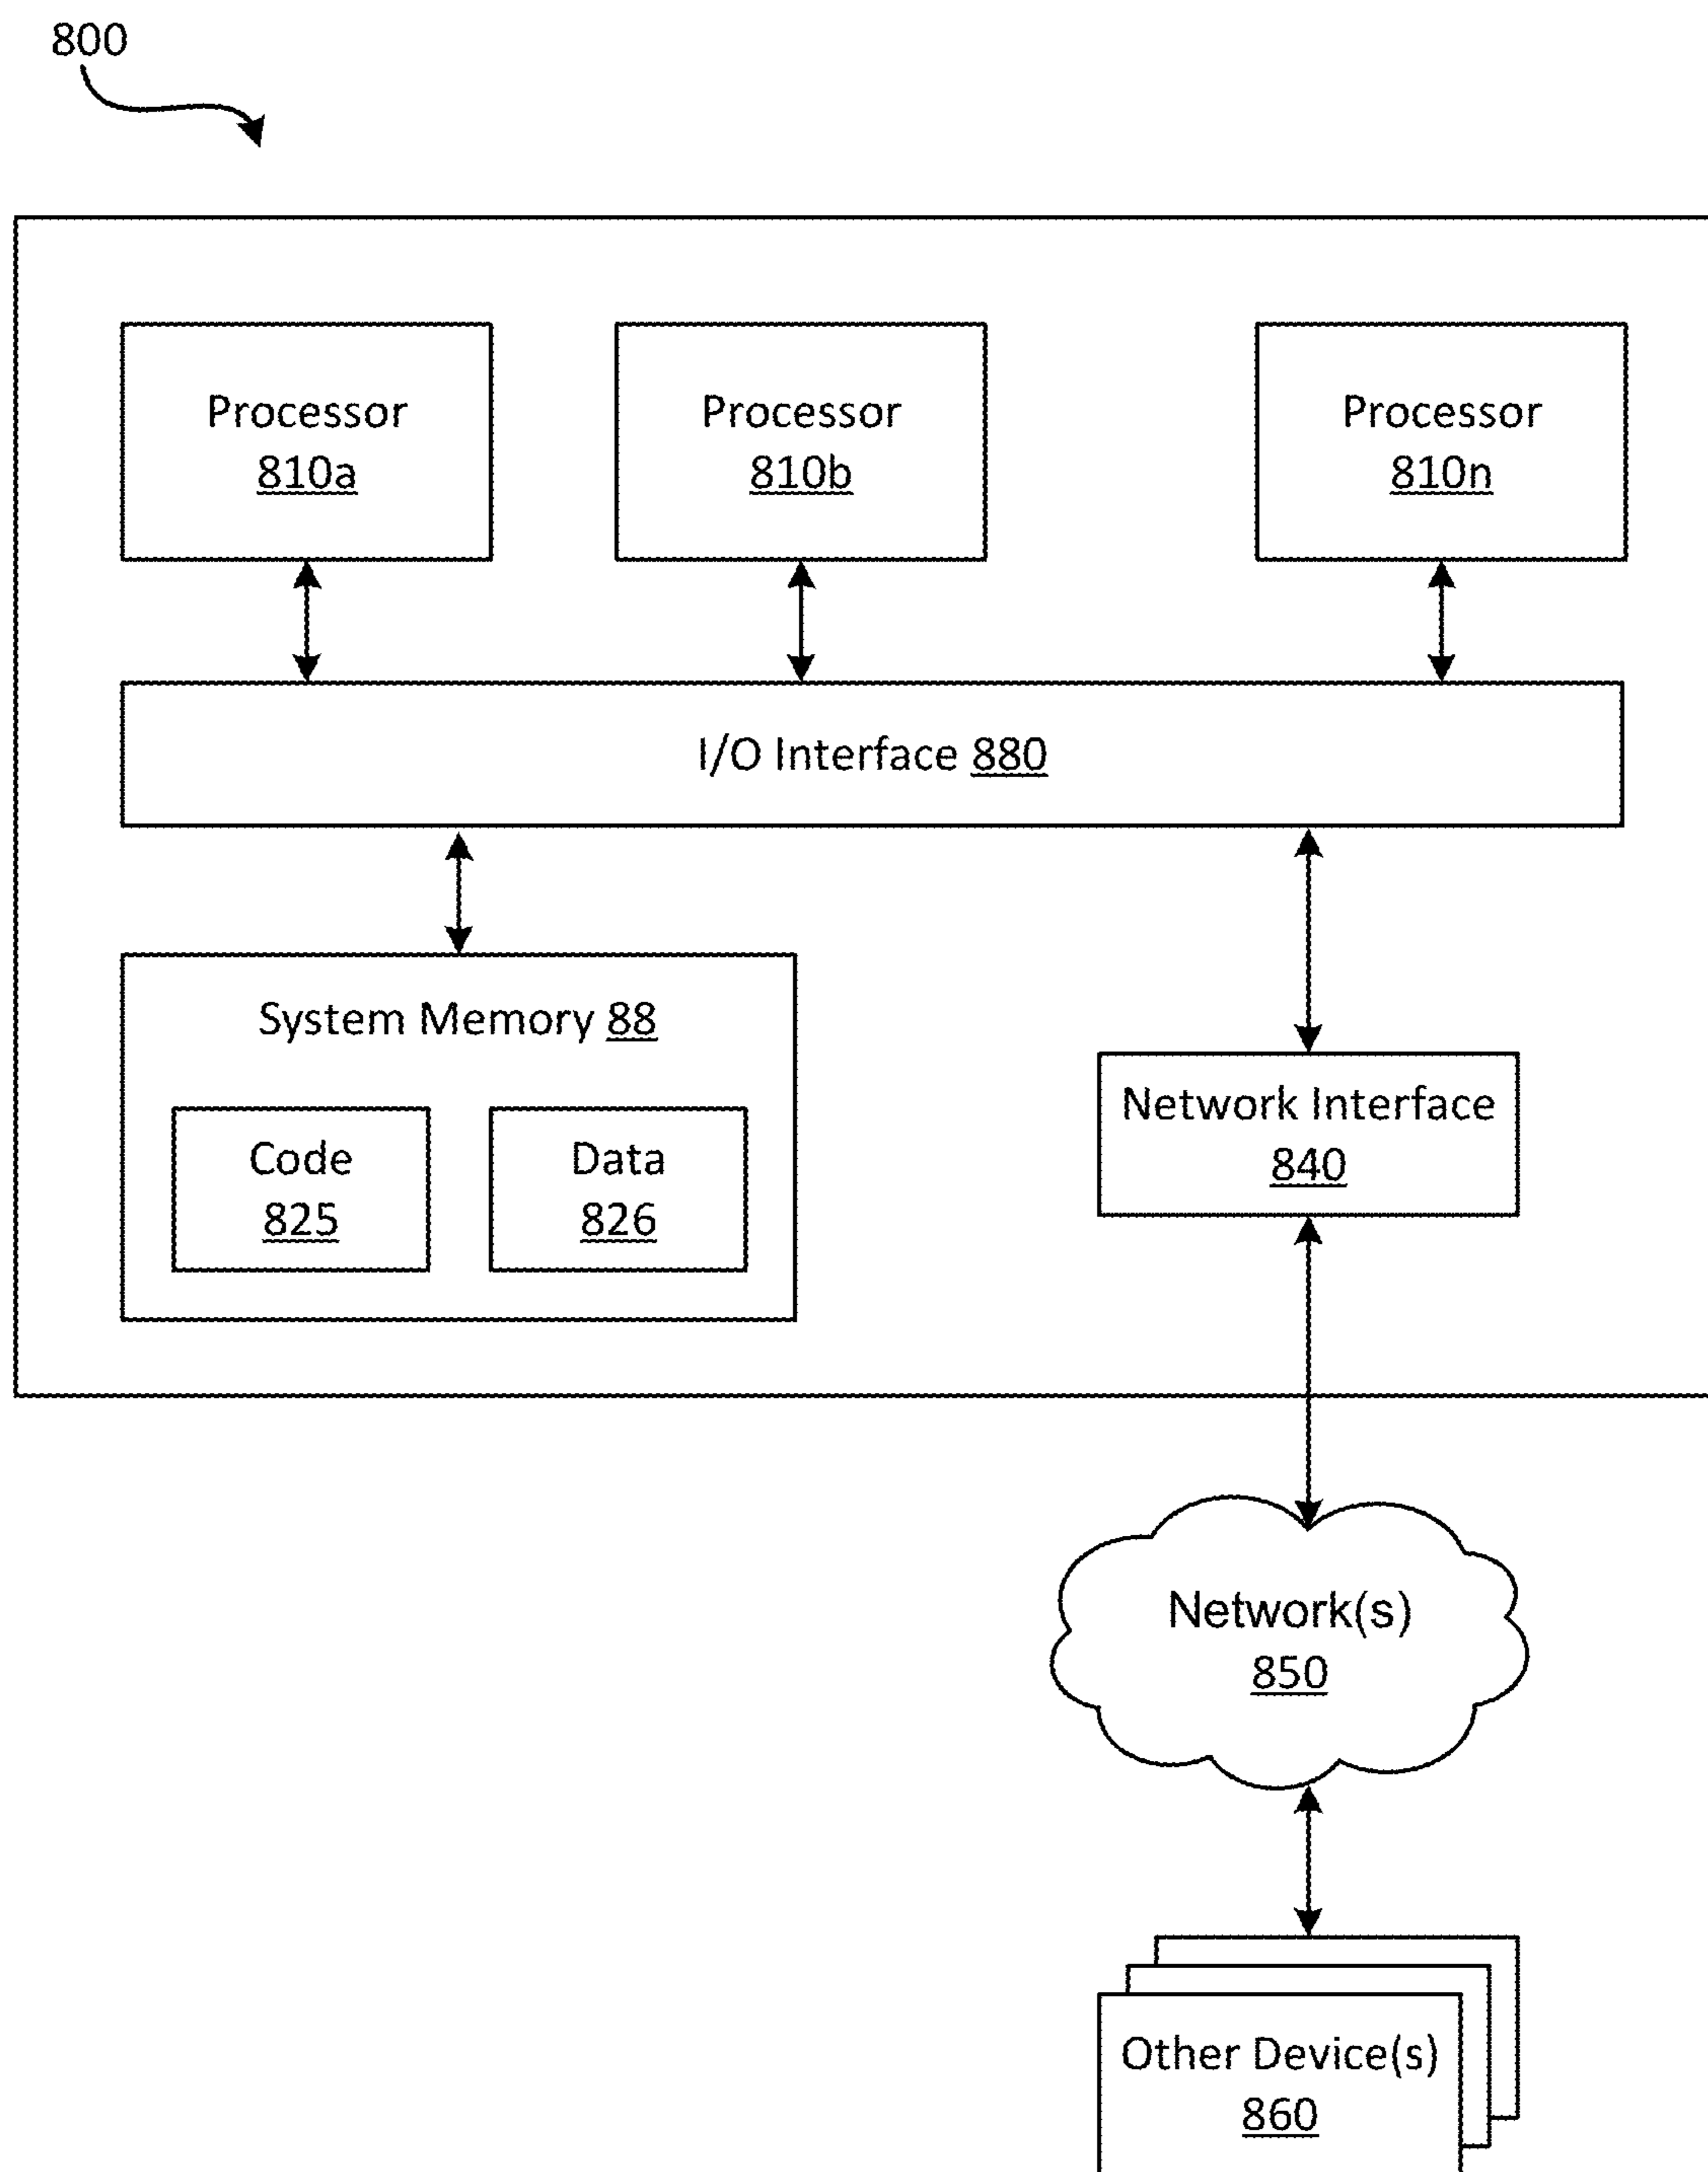 800
Processor
810a
Processor
810b
Processor
810n
I/O Interface 880
System Memory 88
Code
825
Data
826
Network Interface
840
Network(s)
850
Other Device(s)
860